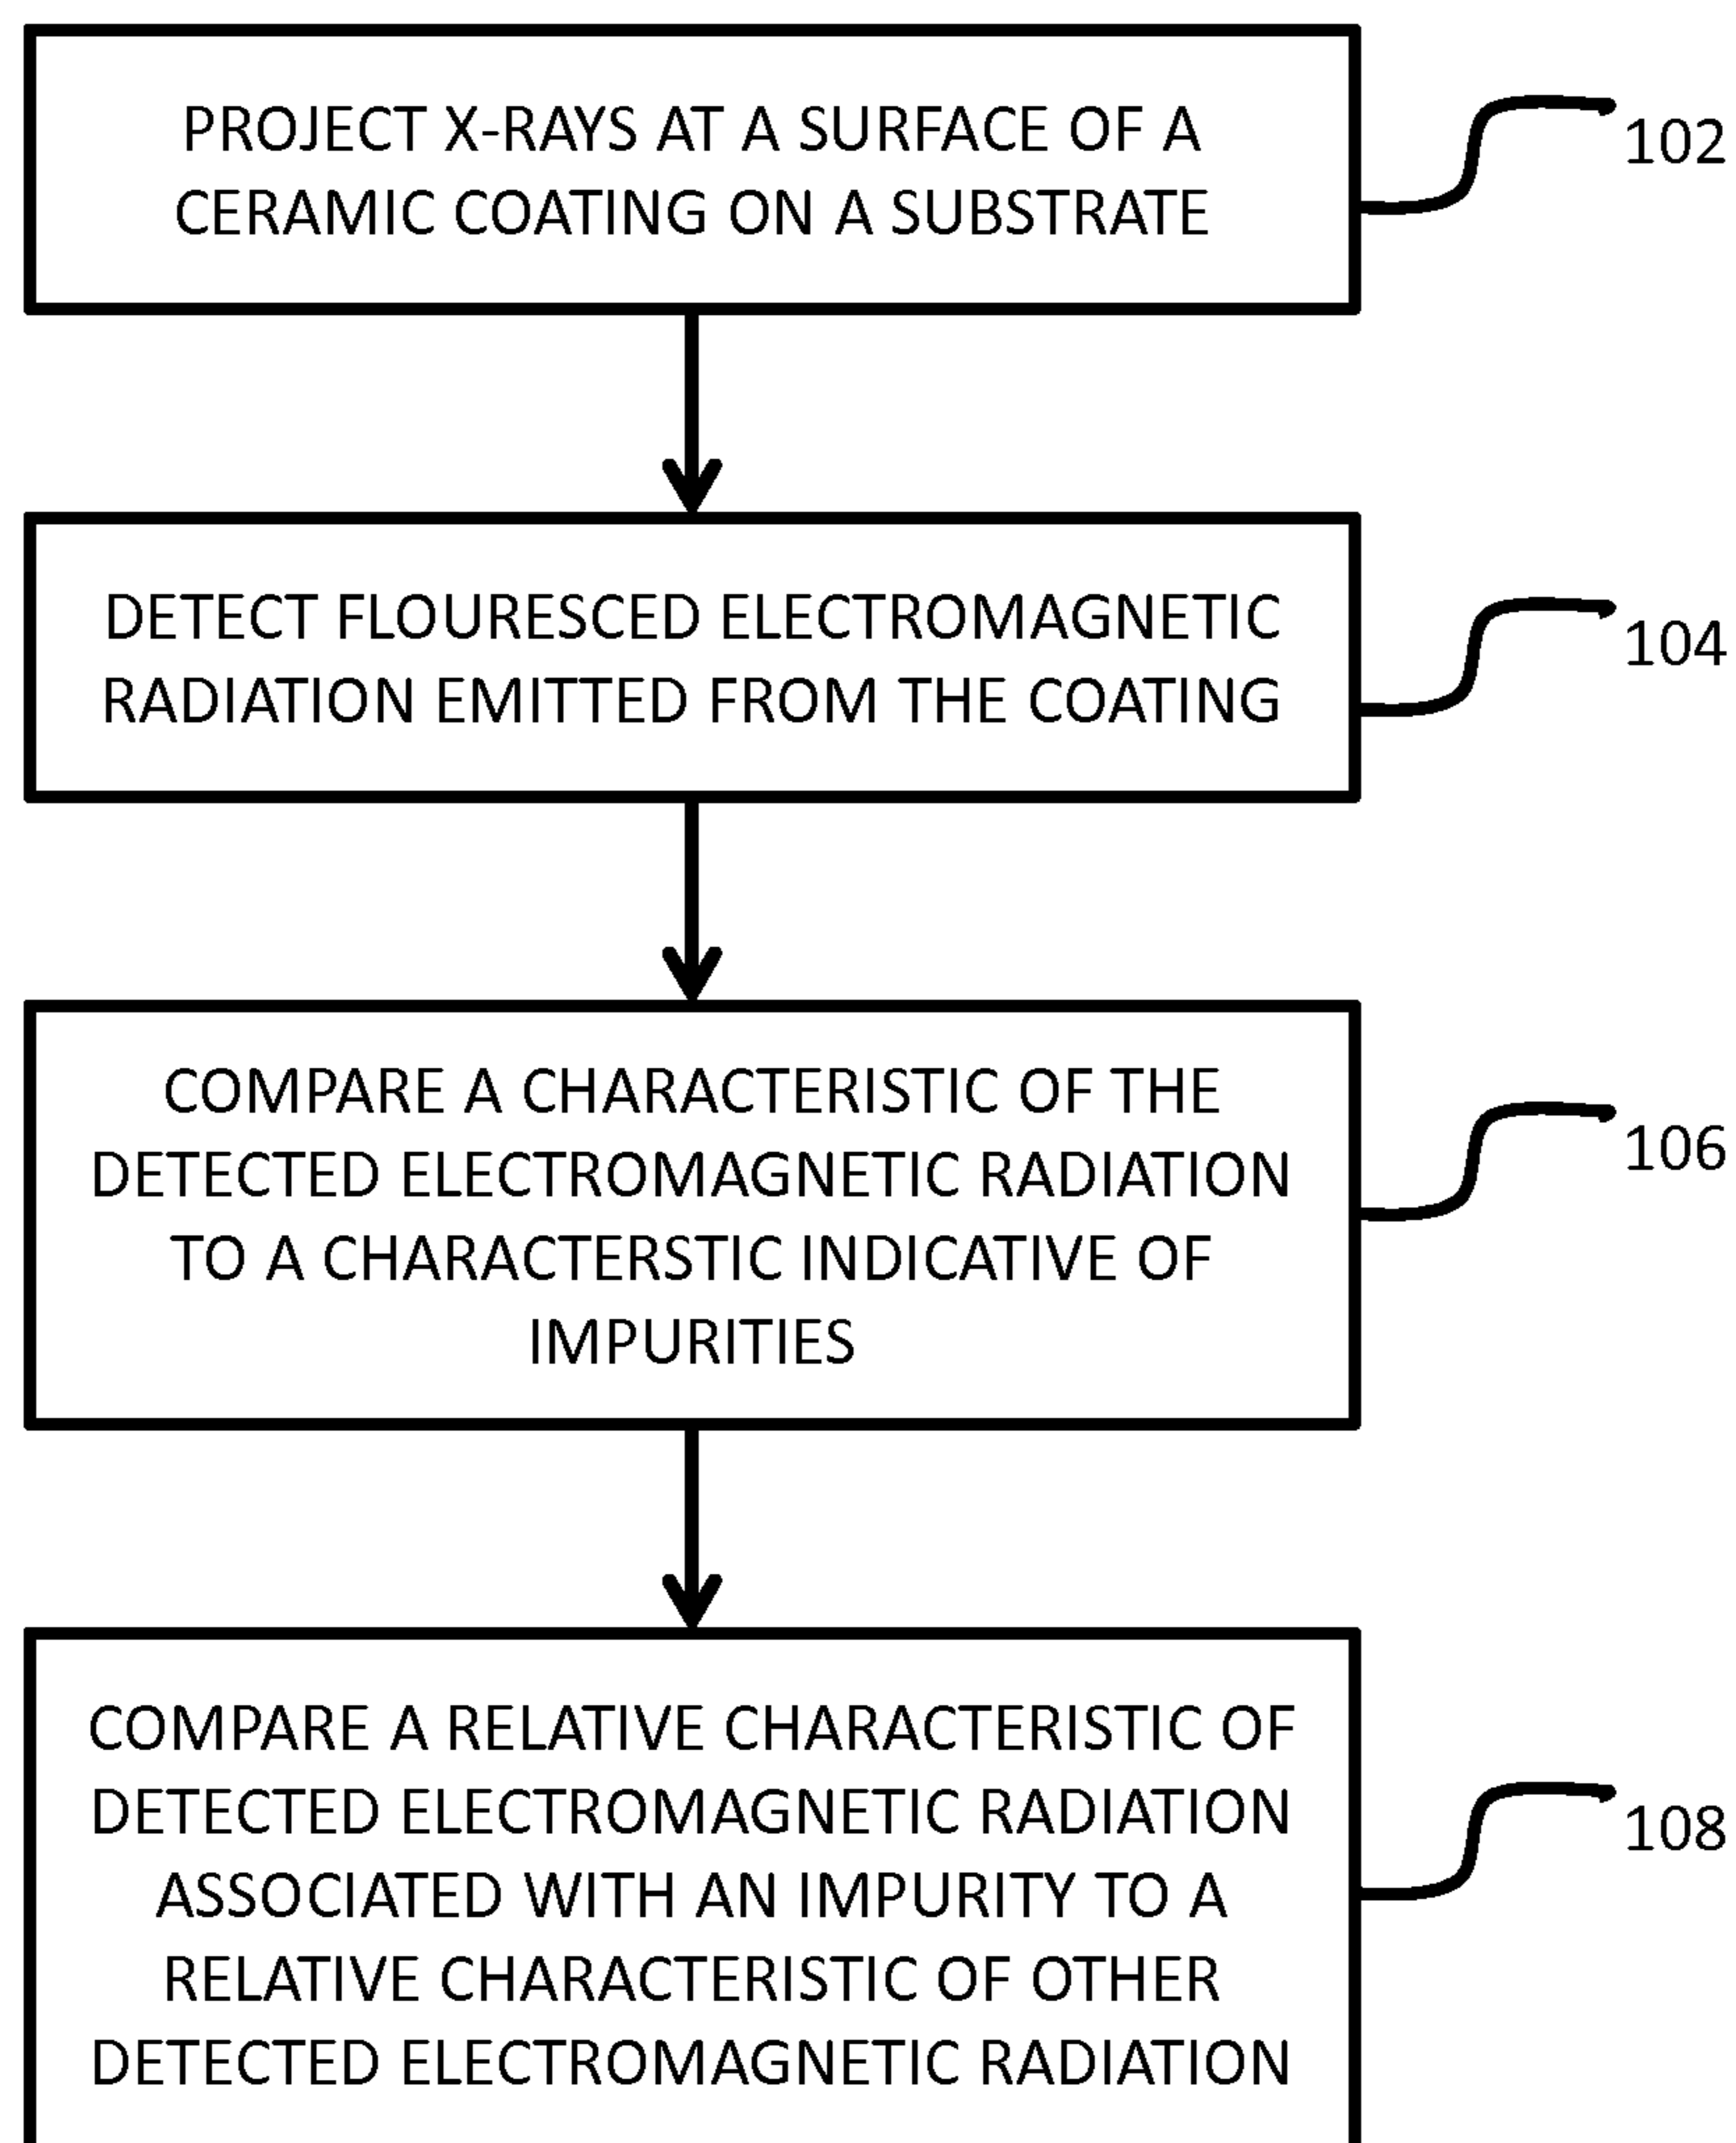 PROJECT X-RAYS AT A SURFACE OF A
CERAMIC COATING ON A SUBSTRATE
102
DETECT FLOURESCED ELECTROMAGNETIC
RADIATION EMITTED FROM THE COATING
104
COMPARE A CHARACTERISTIC OF THE
DETECTED ELECTROMAGNETIC RADIATION
TO A CHARACTERSTIC INDICATIVE OF
IMPURITIES
106
COMPARE A RELATIVE CHARACTERISTIC OF
DETECTED ELECTROMAGNETIC RADIATION
ASSOCIATED WITH AN IMPURITY TO A
RELATIVE CHARACTERISTIC OF OTHER
DETECTED ELECTROMAGNETIC RADIATION
108